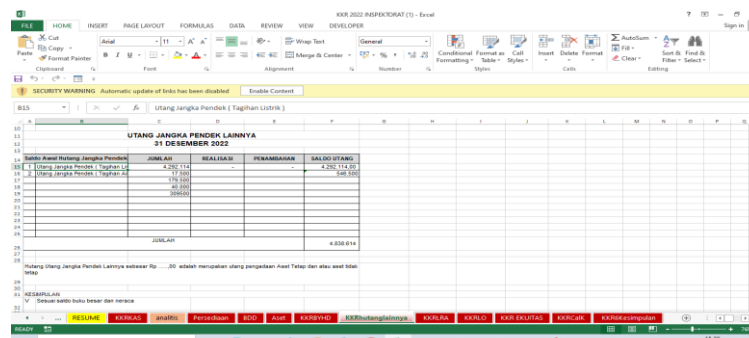 KKR 2022 INSPEKTORAT (1) - Excel
FILE HOME INSERT PAGE LAYOUT FORMULAS DATA REVIEW VIEW DEVELOPER Sign in
Cut
Copy
Format Painter
Paste
Clipboard
Arial 11
Font
Wrap Text
Merge & Center
Alignment
General
Number
Conditional Formatting
Format as Table
Cell Styles
Styles
Insert Delete Format
Cells
AutoSum
Fill
Clear
Sort & Filter
Find & Select
Editing
SECURITY WARNING Automatic update of links has been disabled Enable Content
B15 Utang Jangka Pendek ( Tagihan Listrik )
UTANG JANGKA PENDEK LAINNYA
31 DESEMBER 2022
Saldo Awal Hutang Jangka Pendek JUMLAH REALISASI PENAMBAHAN SALDO UTANG
1 Utang Jangka Pendek ( Tagihan Lis 4.292.114 - - 4.292.114,00
2 Utang Jangka Pendek ( Tagihan Ai 17.500 546.500
179.500
40.000
309500
JUMLAH 4.838.614
Hutang Utang Jangka Pendek Lainnya sebesar Rp ......,00 adalah merupakan utang pengadaan Aset Tetap dan atau aset tidak
tetap
KESIMPULAN
V Sesuai saldo buku besar dan neraca
... RESUME KKRKAS analitis Persediaan BDD Aset KKRBYHD KKRhutanglainnya KKRLRA KKRLO KKR EKUITAS KKRCalK KKR6Kesimpulan
READY